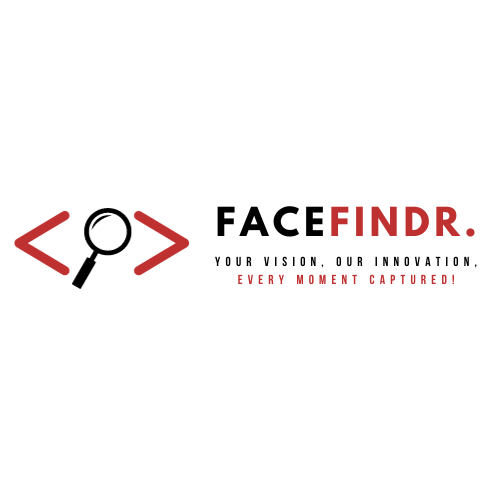 FACEFINDR.
YOUR VISION, OUR INNOVATION,
EVERY MOMENT CAPTURED!